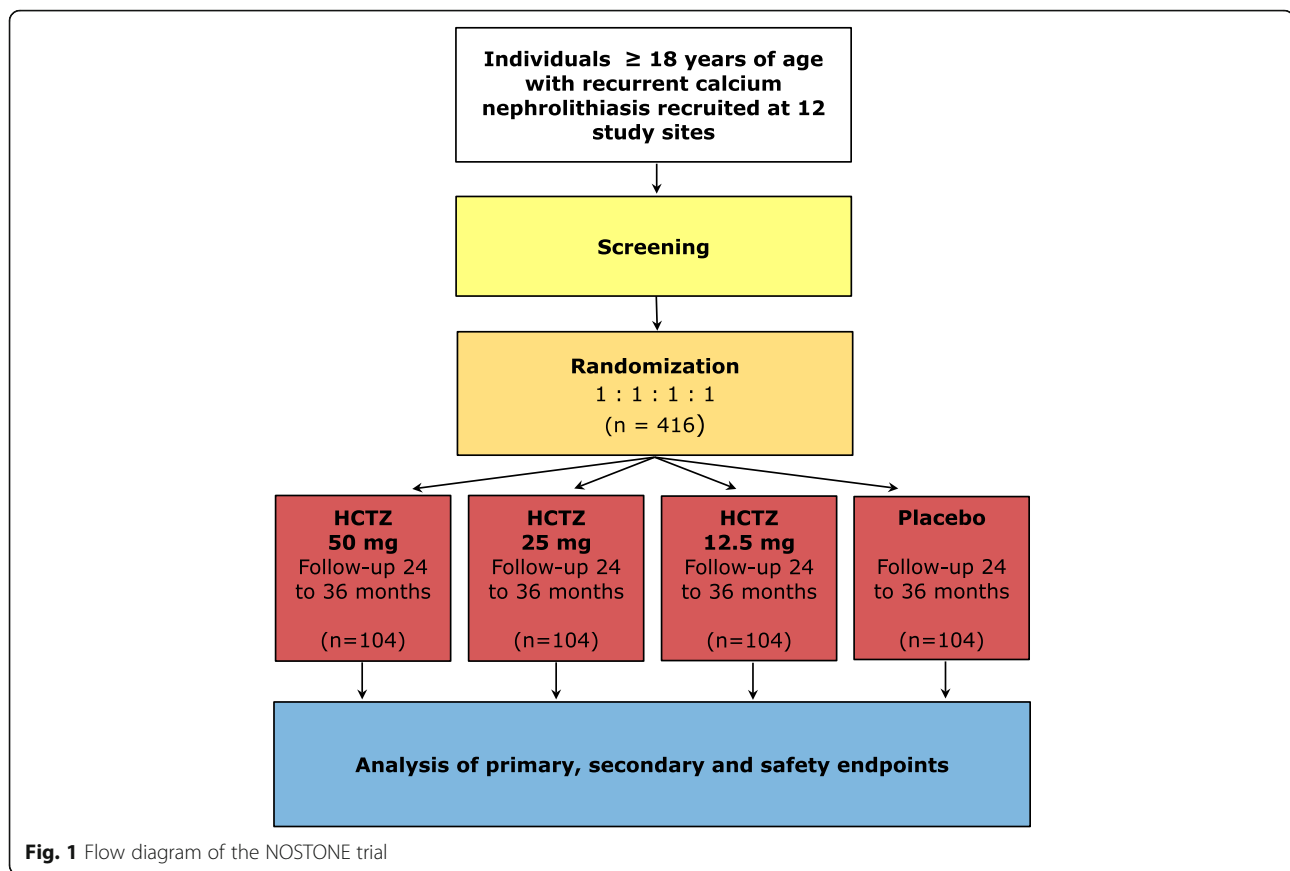 Individuals ≥ 18 years of age
with recurrent calcium
nephrolithiasis recruited at 12
study sites
Screening
Randomization
1 : 1 : 1 : 1
(n = 416)
HCTZ
50 mg
Follow-up 24
to 36 months
(n=104)
HCTZ
25 mg
Follow-up 24
to 36 months
(n=104)
HCTZ
12.5 mg
Follow-up 24
to 36 months
(n=104)
Placebo
Follow-up 24
to 36 months
(n=104)
Analysis of primary, secondary and safety endpoints
Fig. 1 Flow diagram of the NOSTONE trial